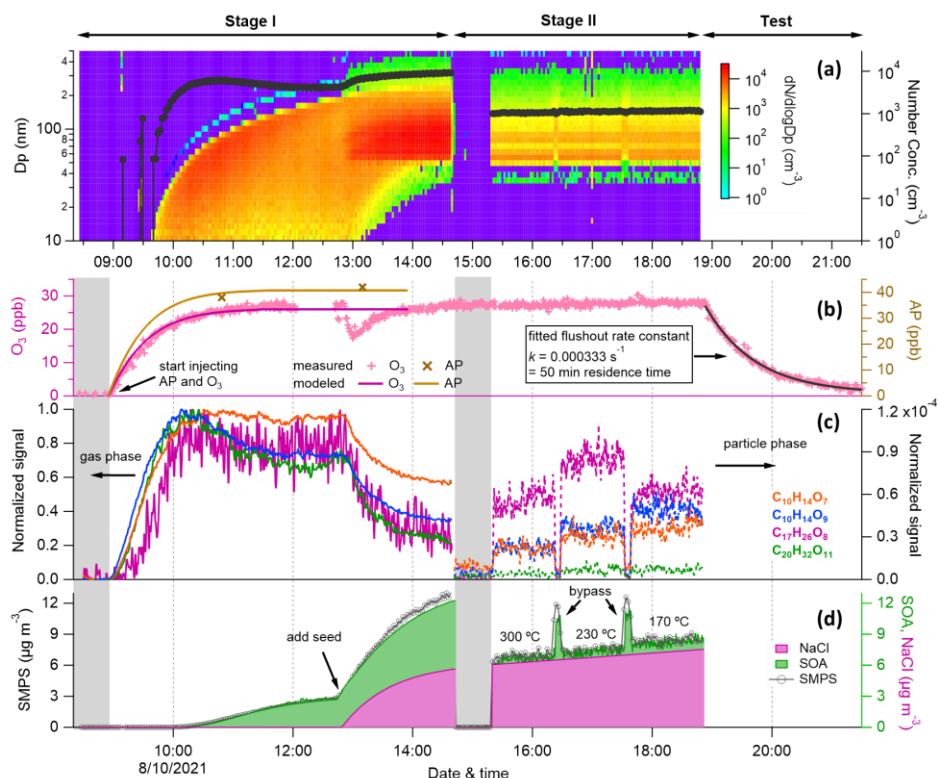 Stage I
Stage II
Test
(a)
Dp (nm)
4
2
100
8
6
4
2
10
10⁴
10³
10²
10¹
10⁰
dN/dlogDp (cm⁻³)
10⁴
10³
10²
10¹
10⁰
Number Conc. (cm⁻³)
09:00
10:00
11:00
12:00
13:00
14:00
15:00
16:00
17:00
18:00
19:00
20:00
21:00
(b)
O₃ (ppb)
30
20
10
0
start injecting
AP and O₃
measured + O₃ × AP
modeled O₃ AP
fitted flushout rate constant
k = 0.000333 s⁻¹
= 50 min residence time
40
30
20
10
0
AP (ppb)
(c)
Normalized signal
1.0
0.8
0.6
0.4
0.2
0.0
gas phase
particle phase
C₁₀H₁₄O₇
C₁₀H₁₄O₉
C₁₇H₂₆O₈
C₂₀H₃₂O₁₁
1.2 x10⁻⁴
0.9
0.6
0.3
0.0
Normalized signal
(d)
SMPS (μg m⁻³)
12
9
6
3
0
add seed
bypass
300 ºC
230 ºC
170 ºC
NaCl
SOA
SMPS
12
9
6
3
0
SOA, NaCl (μg m⁻³)
10:00
12:00
14:00
16:00
18:00
20:00
8/10/2021
Date & time